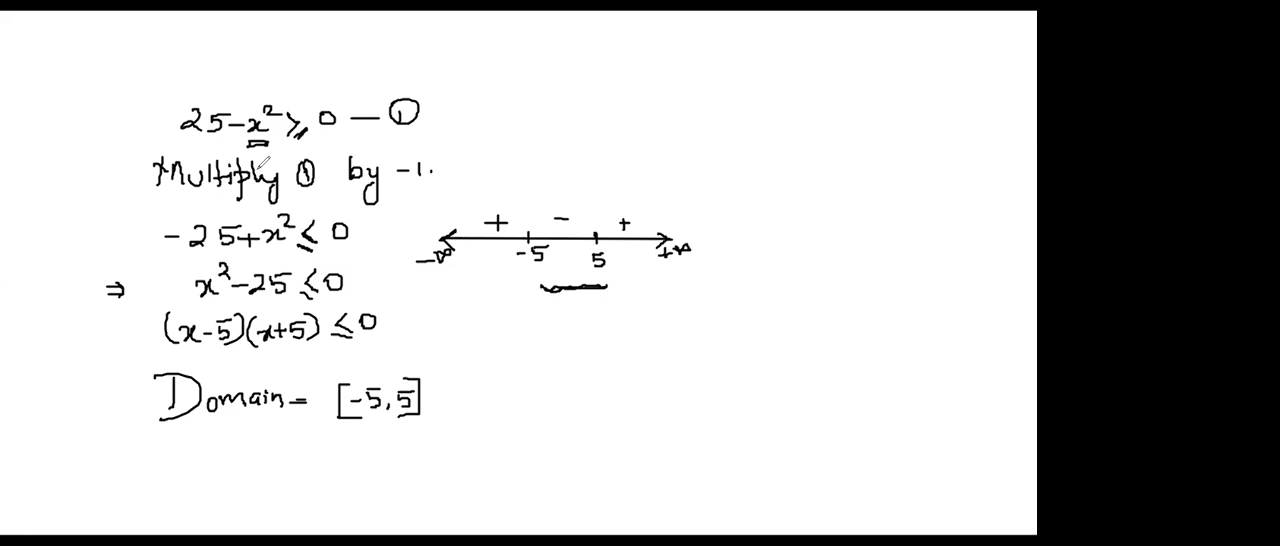 25-x² ≥ 0 — ①
Multiply ① by -1.
-25+x² ≤ 0
⇒ x²-25 ≤ 0
(x-5)(x+5) ≤ 0
+ - +
-∞ -5 5 +∞
Domain = [-5, 5]